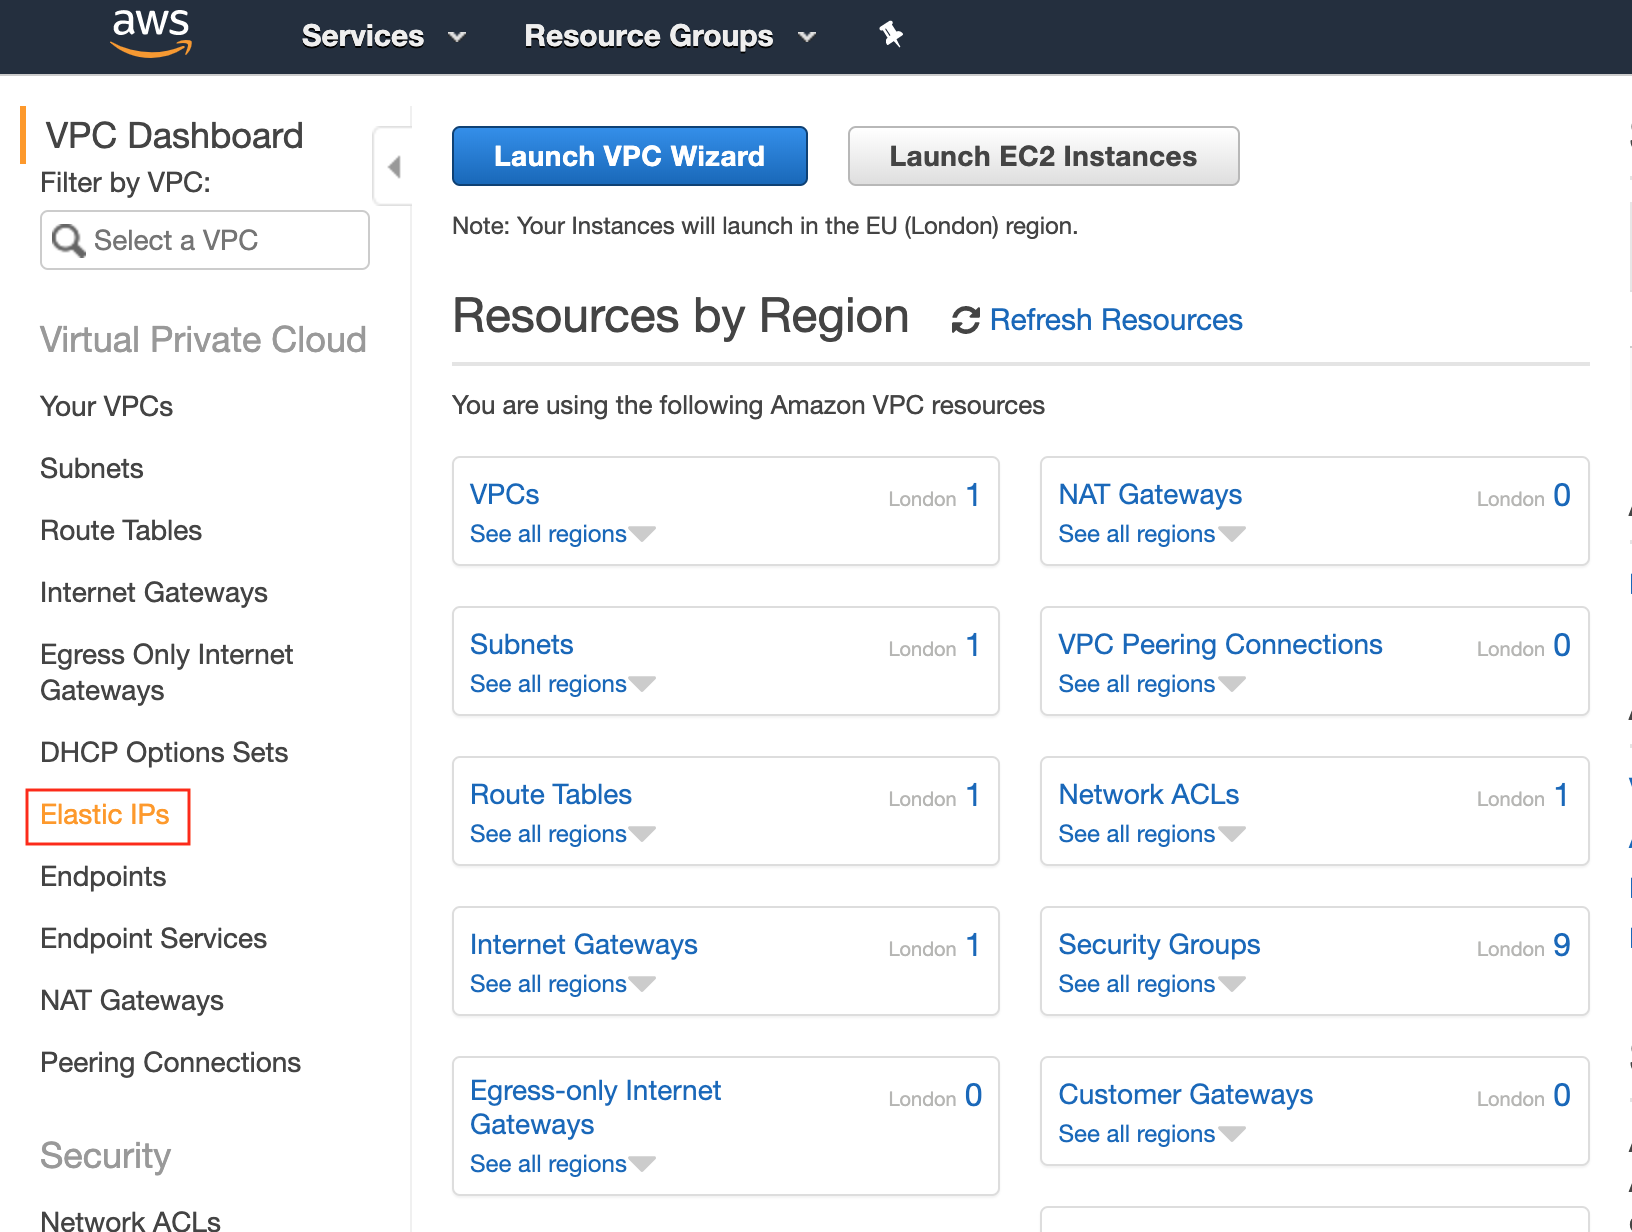 aws
Services
Resource Groups
VPC Dashboard
Filter by VPC:
Select a VPC
Virtual Private Cloud
Your VPCs
Subnets
Route Tables
Internet Gateways
Egress Only Internet
Gateways
DHCP Options Sets
Elastic IPs
Endpoints
Endpoint Services
NAT Gateways
Peering Connections
Security
Network ACLs
Launch VPC Wizard
Launch EC2 Instances
Note: Your Instances will launch in the EU (London) region.
Resources by Region
Refresh Resources
You are using the following Amazon VPC resources
VPCs London 1
See all regions
NAT Gateways London 0
See all regions
Subnets London 1
See all regions
VPC Peering Connections London 0
See all regions
Route Tables London 1
See all regions
Network ACLs London 1
See all regions
Internet Gateways London 1
See all regions
Security Groups London 9
See all regions
Egress-only Internet
Gateways London 0
See all regions
Customer Gateways London 0
See all regions